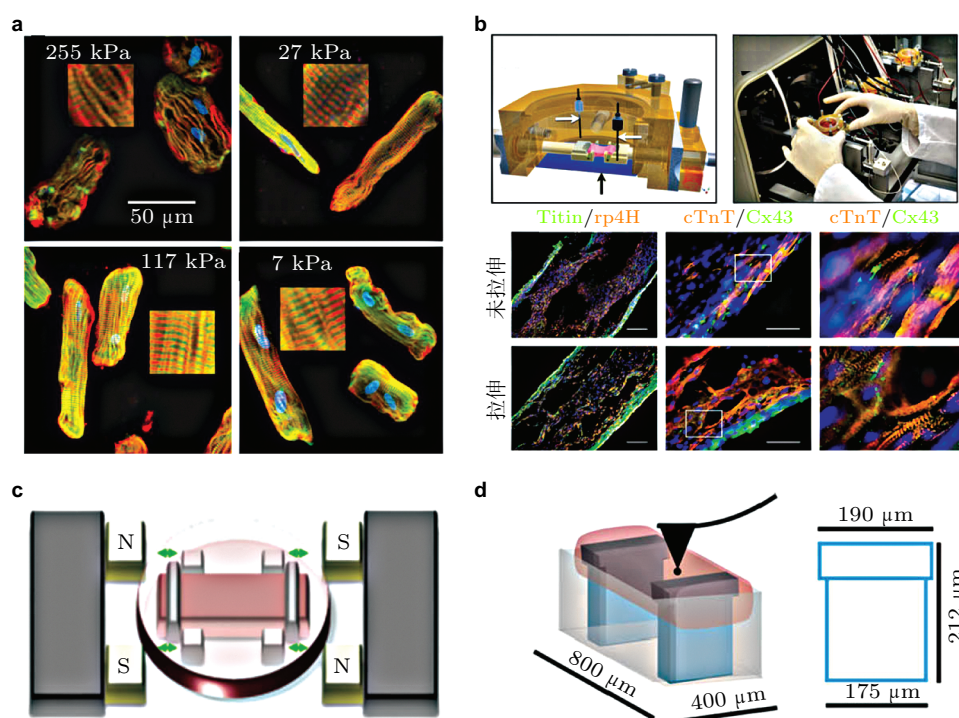 a
255 kPa
27 kPa
50 μm
117 kPa
7 kPa
b
Titin/rp4H
cTnT/Cx43
cTnT/Cx43
未拉伸
拉伸
c
N
S
S
N
d
800 μm
400 μm
190 μm
212 μm
175 μm